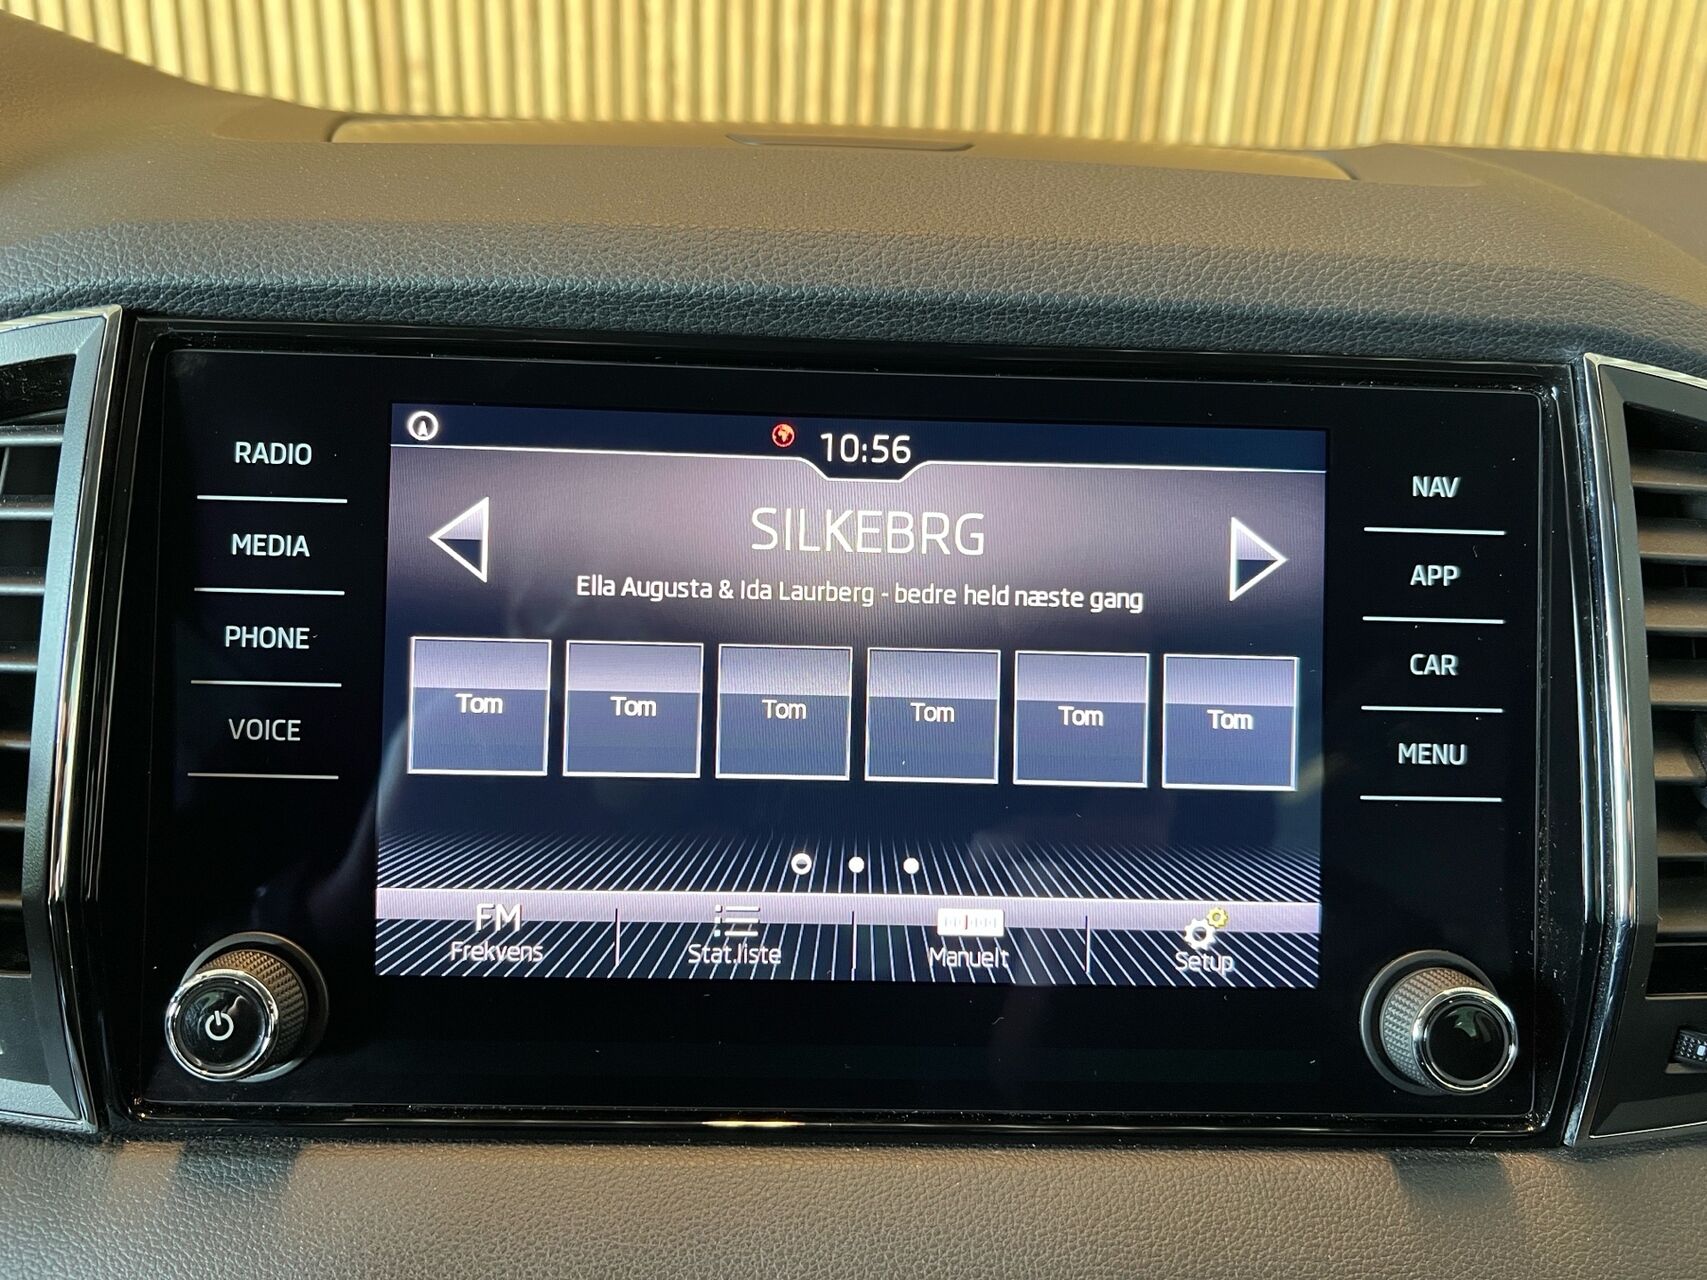 RADIO
MEDIA
PHONE
VOICE
10:56
SILKEBRG
Ella Augusta & Ida Laurberg - bedre held næste gang
Tom
Tom
Tom
Tom
Tom
Tom
FM
Frekvens
Stat.liste
Manuelt
Setup
NAV
APP
CAR
MENU